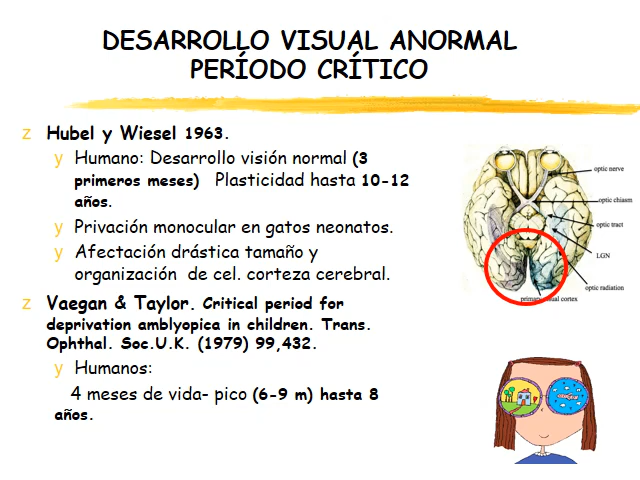 DESARROLLO VISUAL ANORMAL
PERÍODO CRÍTICO
z Hubel y Wiesel 1963.
y Humano: Desarrollo visión normal (3
primeros meses) Plasticidad hasta 10-12
años.
y Privación monocular en gatos neonatos.
y Afectación drástica tamaño y
organización de cel. corteza cerebral.
z Vaegan & Taylor. Critical period for
deprivation amblyopica in children. Trans.
Ophthal. Soc.U.K. (1979) 99,432.
y Humanos:
4 meses de vida- pico (6-9 m) hasta 8
años.
optic nerve
optic chiasm
optic tract
LGN
optic radiation
primary visual cortex